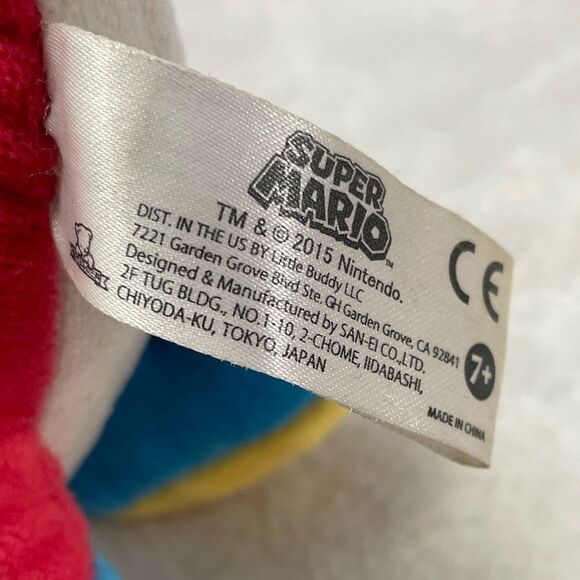 SUPER
MARIO™
TM & © 2015 Nintendo.
DIST. IN THE US BY Little Buddy LLC
7221 Garden Grove Blvd Ste. GH Garden Grove, CA 92841
Designed & Manufactured by SAN-EI CO.,LTD.
2F TUG BLDG., NO.1-10, 2-CHOME, IIDABASHI,
CHIYODA-KU, TOKYO, JAPAN
CE
7+
MADE IN CHINA